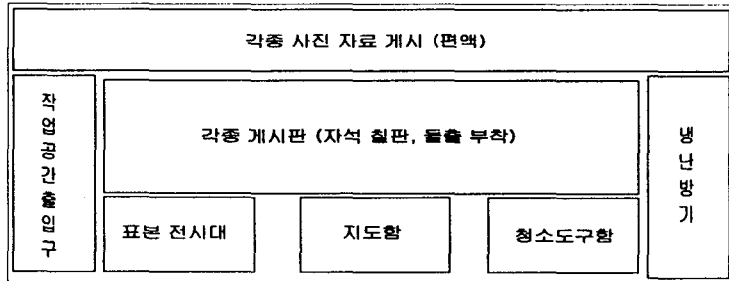 각종 사진 자료 게시 (편액)
작업공간출입구
각종 게시판 (자석 칠판, 돌출 부착)
냉난방기
표본 전시대
지도함
청소도구함